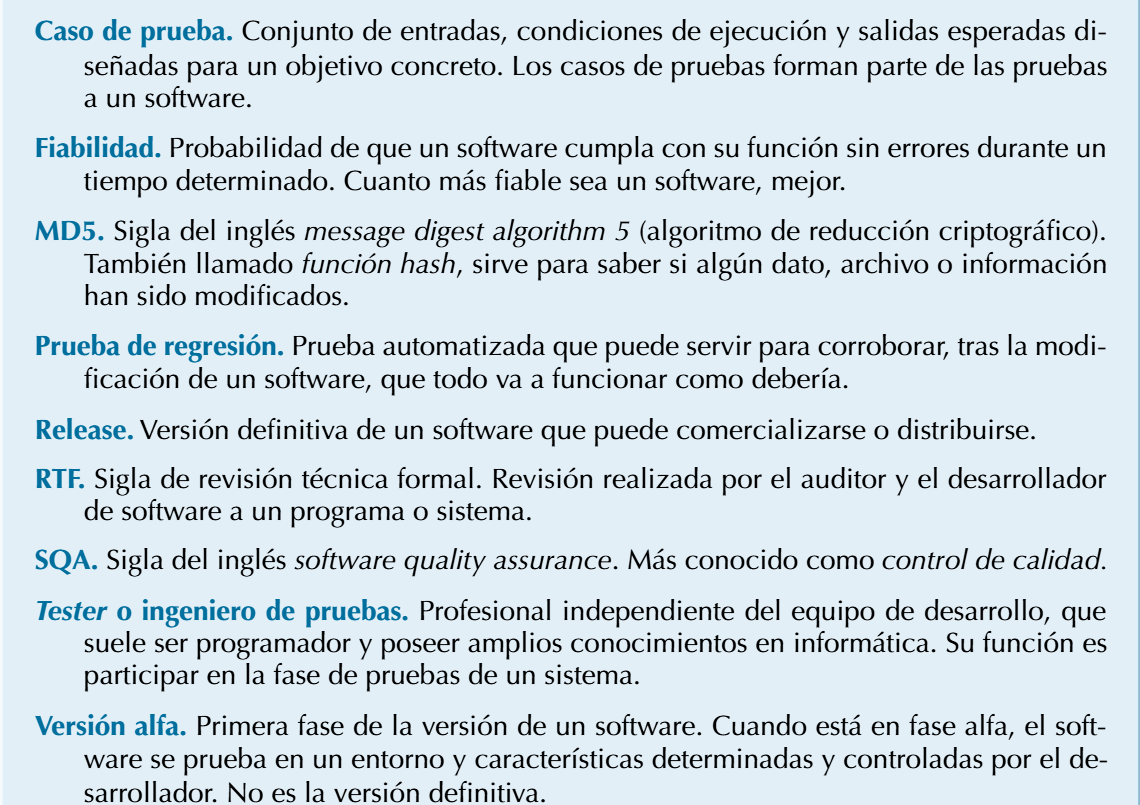 Caso de prueba. Conjunto de entradas, condiciones de ejecución y salidas esperadas di-
señadas para un objetivo concreto. Los casos de pruebas forman parte de las pruebas
a un software.
Fiabilidad. Probabilidad de que un software cumpla con su función sin errores durante un
tiempo determinado. Cuanto más fiable sea un software, mejor.
MD5. Sigla del inglés message digest algorithm 5 (algoritmo de reducción criptográfico).
También llamado función hash, sirve para saber si algún dato, archivo o información
han sido modificados.
Prueba de regresión. Prueba automatizada que puede servir para corroborar, tras la modi-
ficación de un software, que todo va a funcionar como debería.
Release. Versión definitiva de un software que puede comercializarse o distribuirse.
RTF. Sigla de revisión técnica formal. Revisión realizada por el auditor y el desarrollador
de software a un programa o sistema.
SQA. Sigla del inglés software quality assurance. Más conocido como control de calidad.
Tester o ingeniero de pruebas. Profesional independiente del equipo de desarrollo, que
suele ser programador y poseer amplios conocimientos en informática. Su función es
participar en la fase de pruebas de un sistema.
Versión alfa. Primera fase de la versión de un software. Cuando está en fase alfa, el soft-
ware se prueba en un entorno y características determinadas y controladas por el de-
sarrollador. No es la versión definitiva.